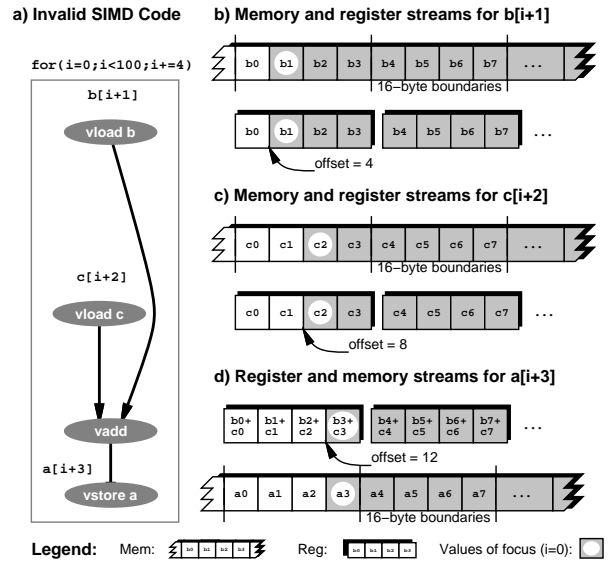 a) Invalid SIMD Code
for(i=0;i<100;i+=4)
b[i+1]
vload b
c[i+2]
vload c
vadd
a[i+3]
vstore a
b) Memory and register streams for b[i+1]
b0 b1 b2 b3 b4 b5 b6 b7 ...
16-byte boundaries
b0 b1 b2 b3 b4 b5 b6 b7 ...
offset = 4
c) Memory and register streams for c[i+2]
c0 c1 c2 c3 c4 c5 c6 c7 ...
16-byte boundaries
c0 c1 c2 c3 c4 c5 c6 c7 ...
offset = 8
d) Register and memory streams for a[i+3]
b0+ b1+ b2+ b3+ b4+ b5+ b6+ b7+
c0 c1 c2 c3 c4 c5 c6 c7 ...
offset = 12
a0 a1 a2 a3 a4 a5 a6 a7 ...
16-byte boundaries
Legend: Mem: b0 b1 b2 b3 Reg: b0 b1 b2 b3 Values of focus (i=0):